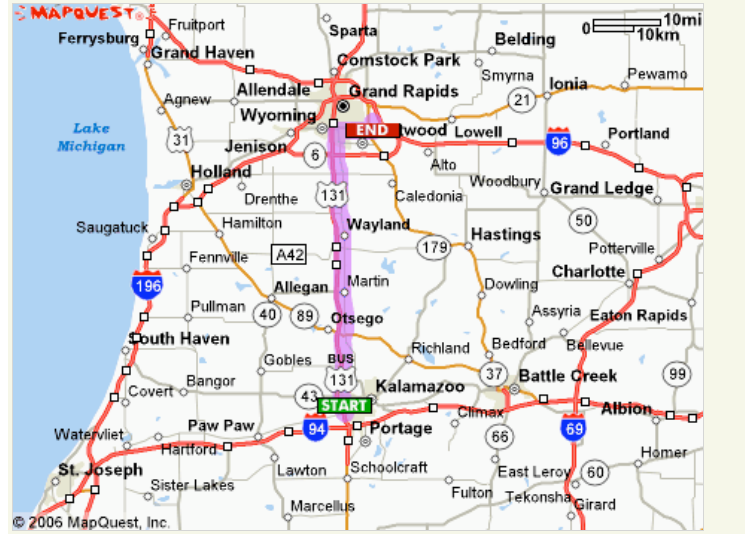 MAPQUEST
10mi
0
10km
Sparta
Fruitport
Ferrysburg
Grand Haven
Belding
Comstock Park
Smyrna
Pewamo
Allendale
Ionia
Agnew
Grand Rapids
21
Wyoming
Lake
Michigan
END
twood
Lowell
Portland
31
Jenison
6
96
Alto
Holland
Woodbury
Grand Ledge
Drenthe
131
Caledonia
Saugatuck
Hamilton
Wayland
50
Hastings
179
Fennville
A42
Potterville
Charlotte
196
Allegan
Martin
Dowling
Pullman
40
89
Otsego
Assyria
Eaton Rapids
South Haven
BUS
Richland
Bedford
Bellevue
Gobles
131
37
99
Bangor
43
Kalamazoo
Battle Creek
Covert
START
Albion
Climax
94
69
Watervliet
Paw Paw
Portage
66
Hartford
Homer
St. Joseph
Lawton
Schoolcraft
East Leroy
60
Sister Lakes
Fulton
Tekonsha
Girard
Marcellus
© 2006 MapQuest, Inc.